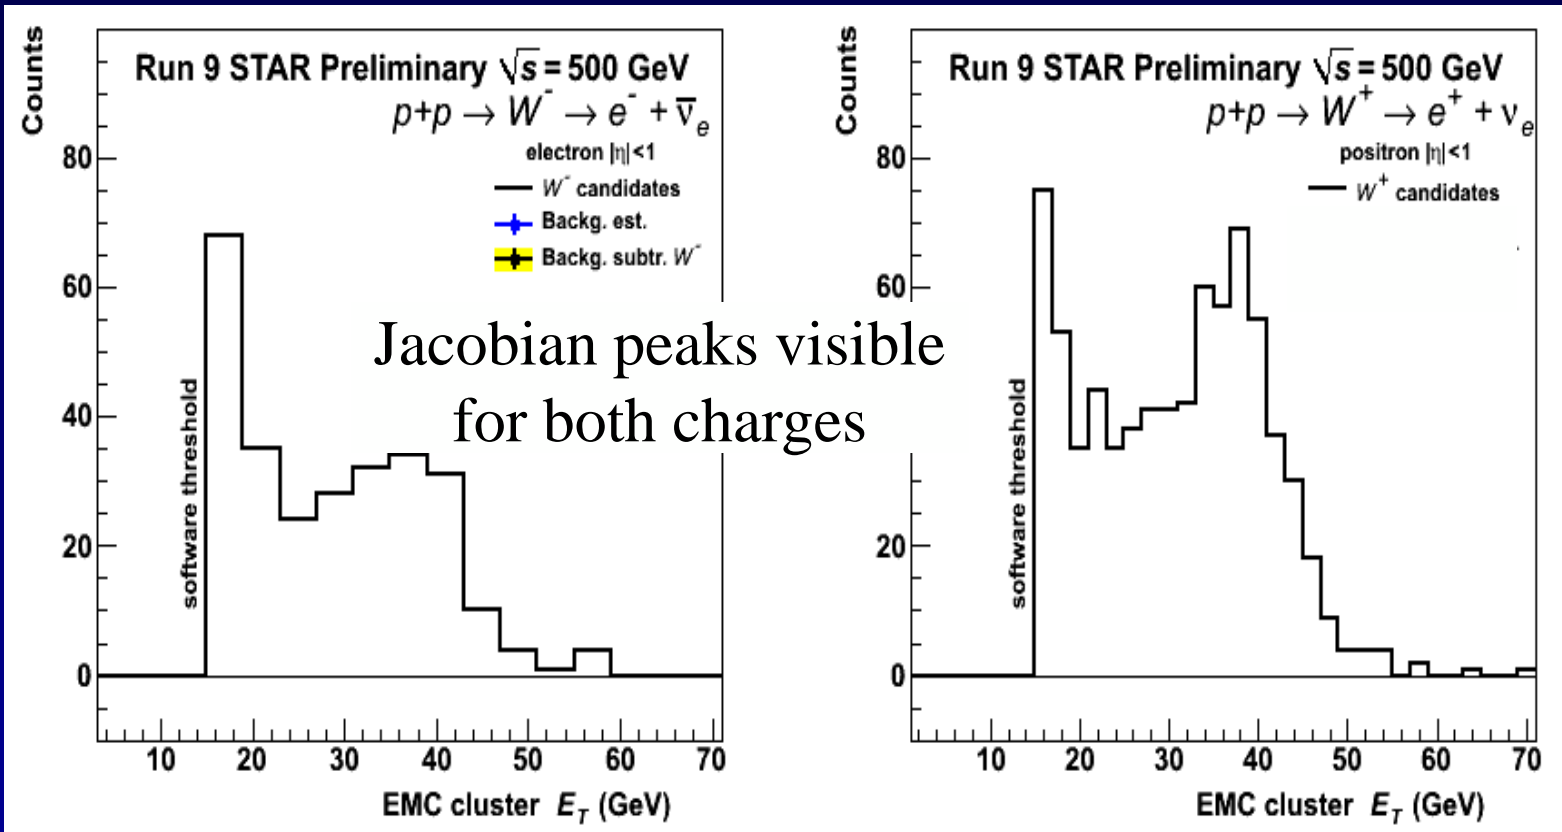 Counts
Run 9 STAR Preliminary √s = 500 GeV
p+p → W⁻ → e⁻ + ν̅ₑ
electron |η|<1
W⁻ candidates
Backg. est.
Backg. subtr. W⁻
80
60
40
20
0
software threshold
10 20 30 40 50 60 70
EMC cluster E_T (GeV)
Jacobian peaks visible
for both charges
Counts
Run 9 STAR Preliminary √s = 500 GeV
p+p → W⁺ → e⁺ + νₑ
positron |η|<1
W⁺ candidates
80
60
40
20
0
software threshold
10 20 30 40 50 60 70
EMC cluster E_T (GeV)